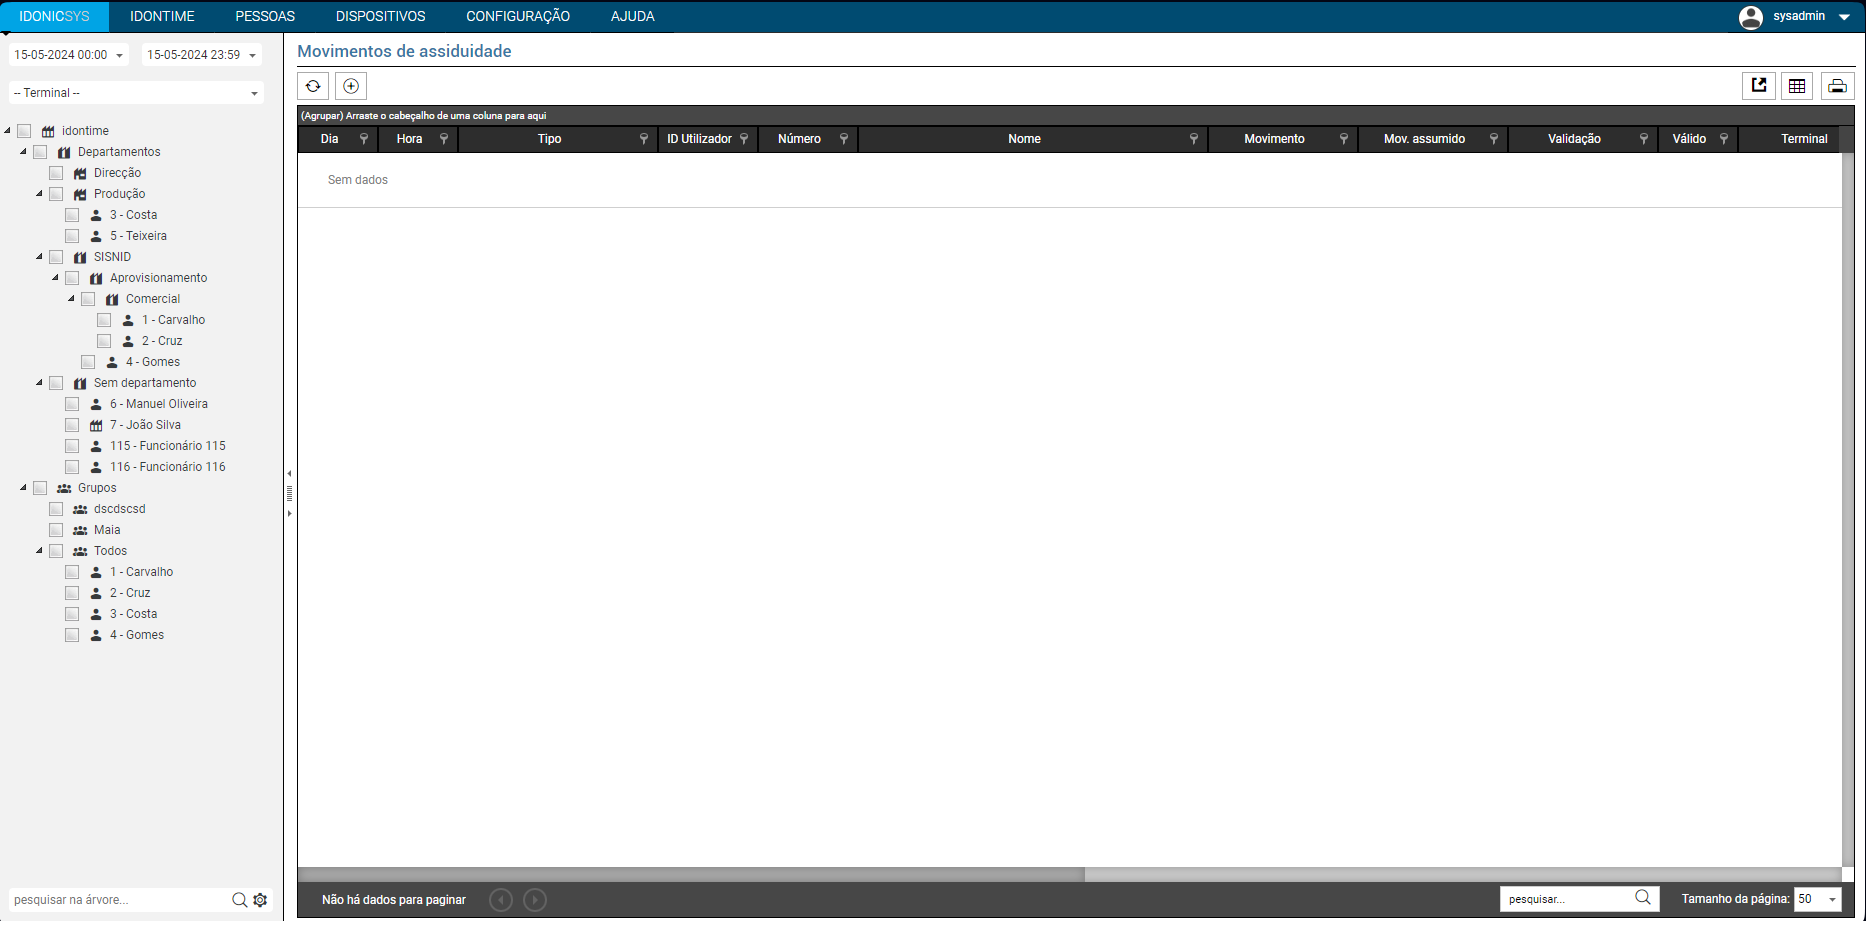 IDONICSYS IDONTIME PESSOAS DISPOSITIVOS CONFIGURAÇÃO AJUDA sysadmin
15-05-2024 00:00 15-05-2024 23:59
-- Terminal --
idontime
Departamentos
Direcção
Produção
3 - Costa
5 - Teixeira
SISNID
Aprovisionamento
Comercial
1 - Carvalho
2 - Cruz
4 - Gomes
Sem departamento
6 - Manuel Oliveira
7 - João Silva
115 - Funcionário 115
116 - Funcionário 116
Grupos
dscdscsd
Maia
Todos
1 - Carvalho
2 - Cruz
3 - Costa
4 - Gomes
pesquisar na árvore...
Movimentos de assiduidade
(Agrupar) Arraste o cabeçalho de uma coluna para aqui
Dia Hora Tipo ID Utilizador Número Nome Movimento Mov. assumido Validação Válido Terminal
Sem dados
Não há dados para paginar pesquisar... Tamanho da página: 50